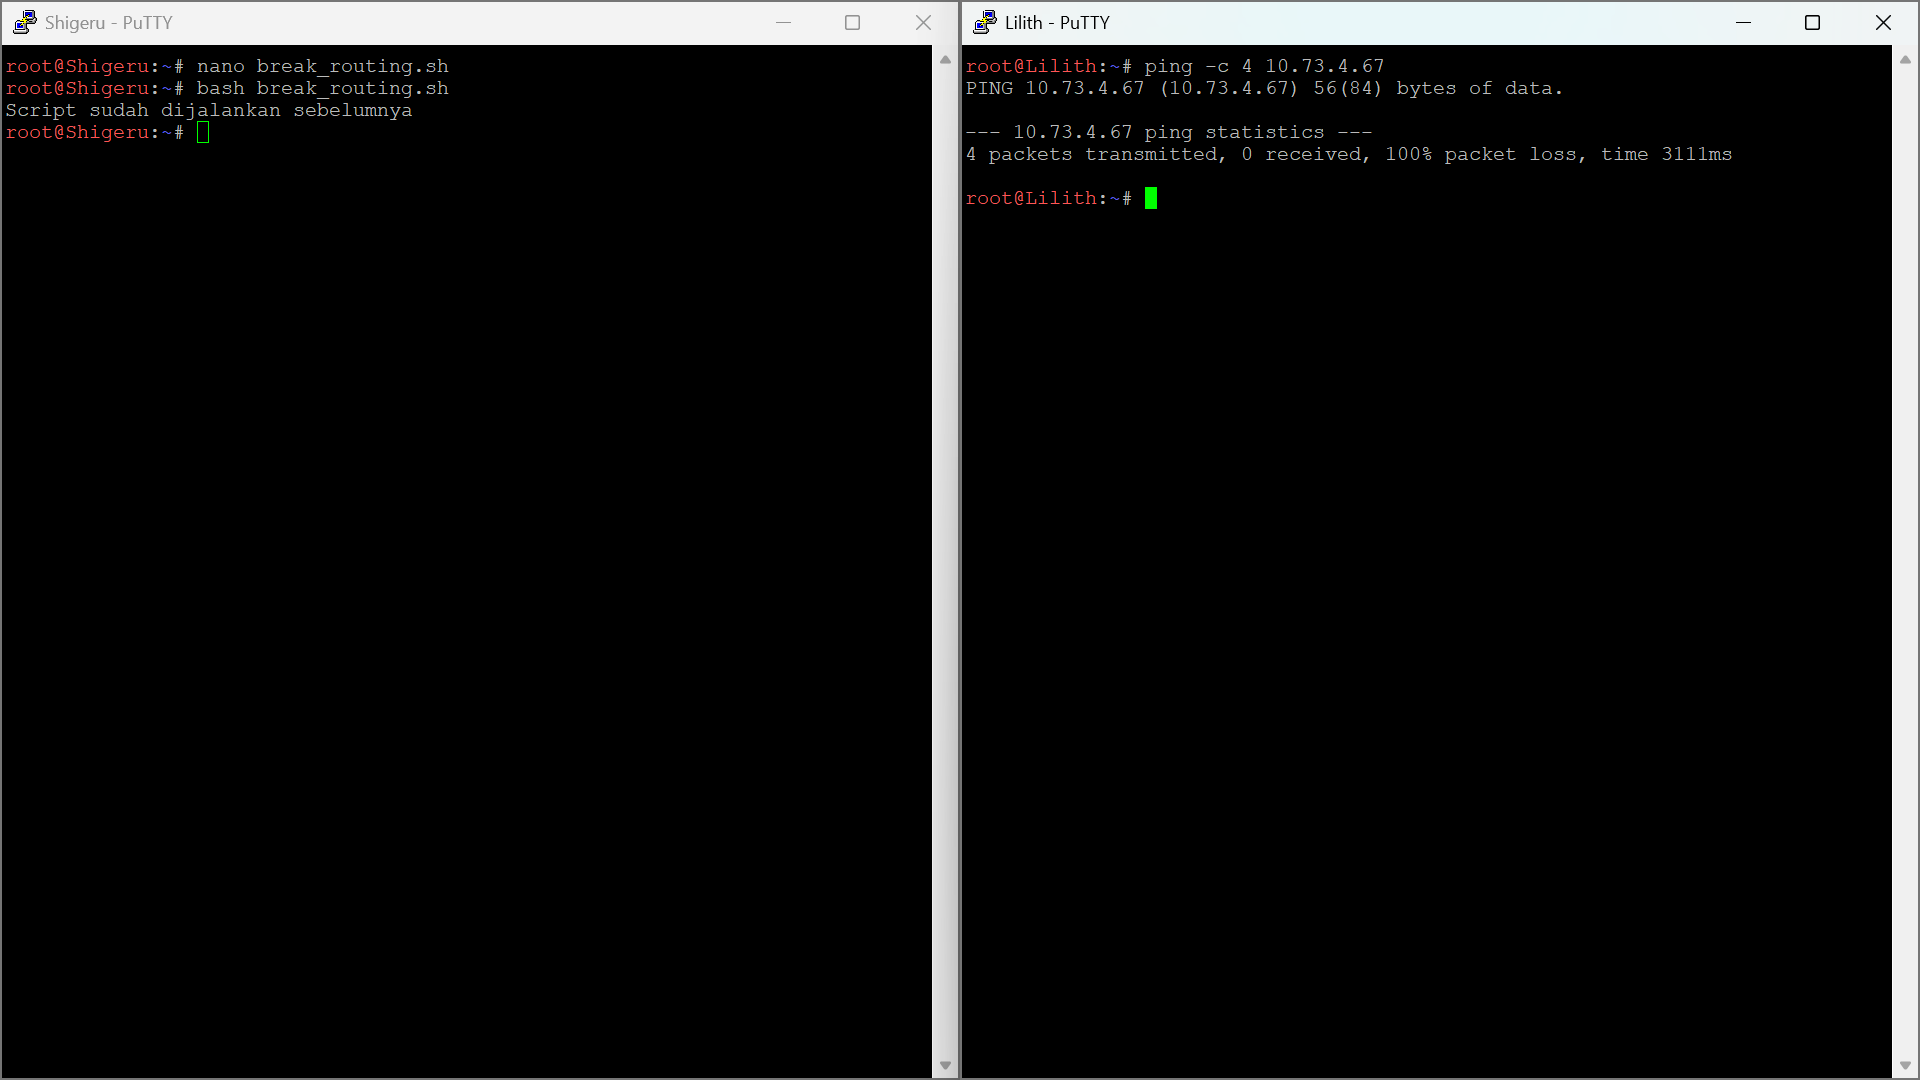 Shigeru - PuTTY
root@Shigeru:~# nano break_routing.sh
root@Shigeru:~# bash break_routing.sh
Script sudah dijalankan sebelumnya
root@Shigeru:~#
Lilith - PuTTY
root@Lilith:~# ping -c 4 10.73.4.67
PING 10.73.4.67 (10.73.4.67) 56(84) bytes of data.
--- 10.73.4.67 ping statistics ---
4 packets transmitted, 0 received, 100% packet loss, time 3111ms
root@Lilith:~#